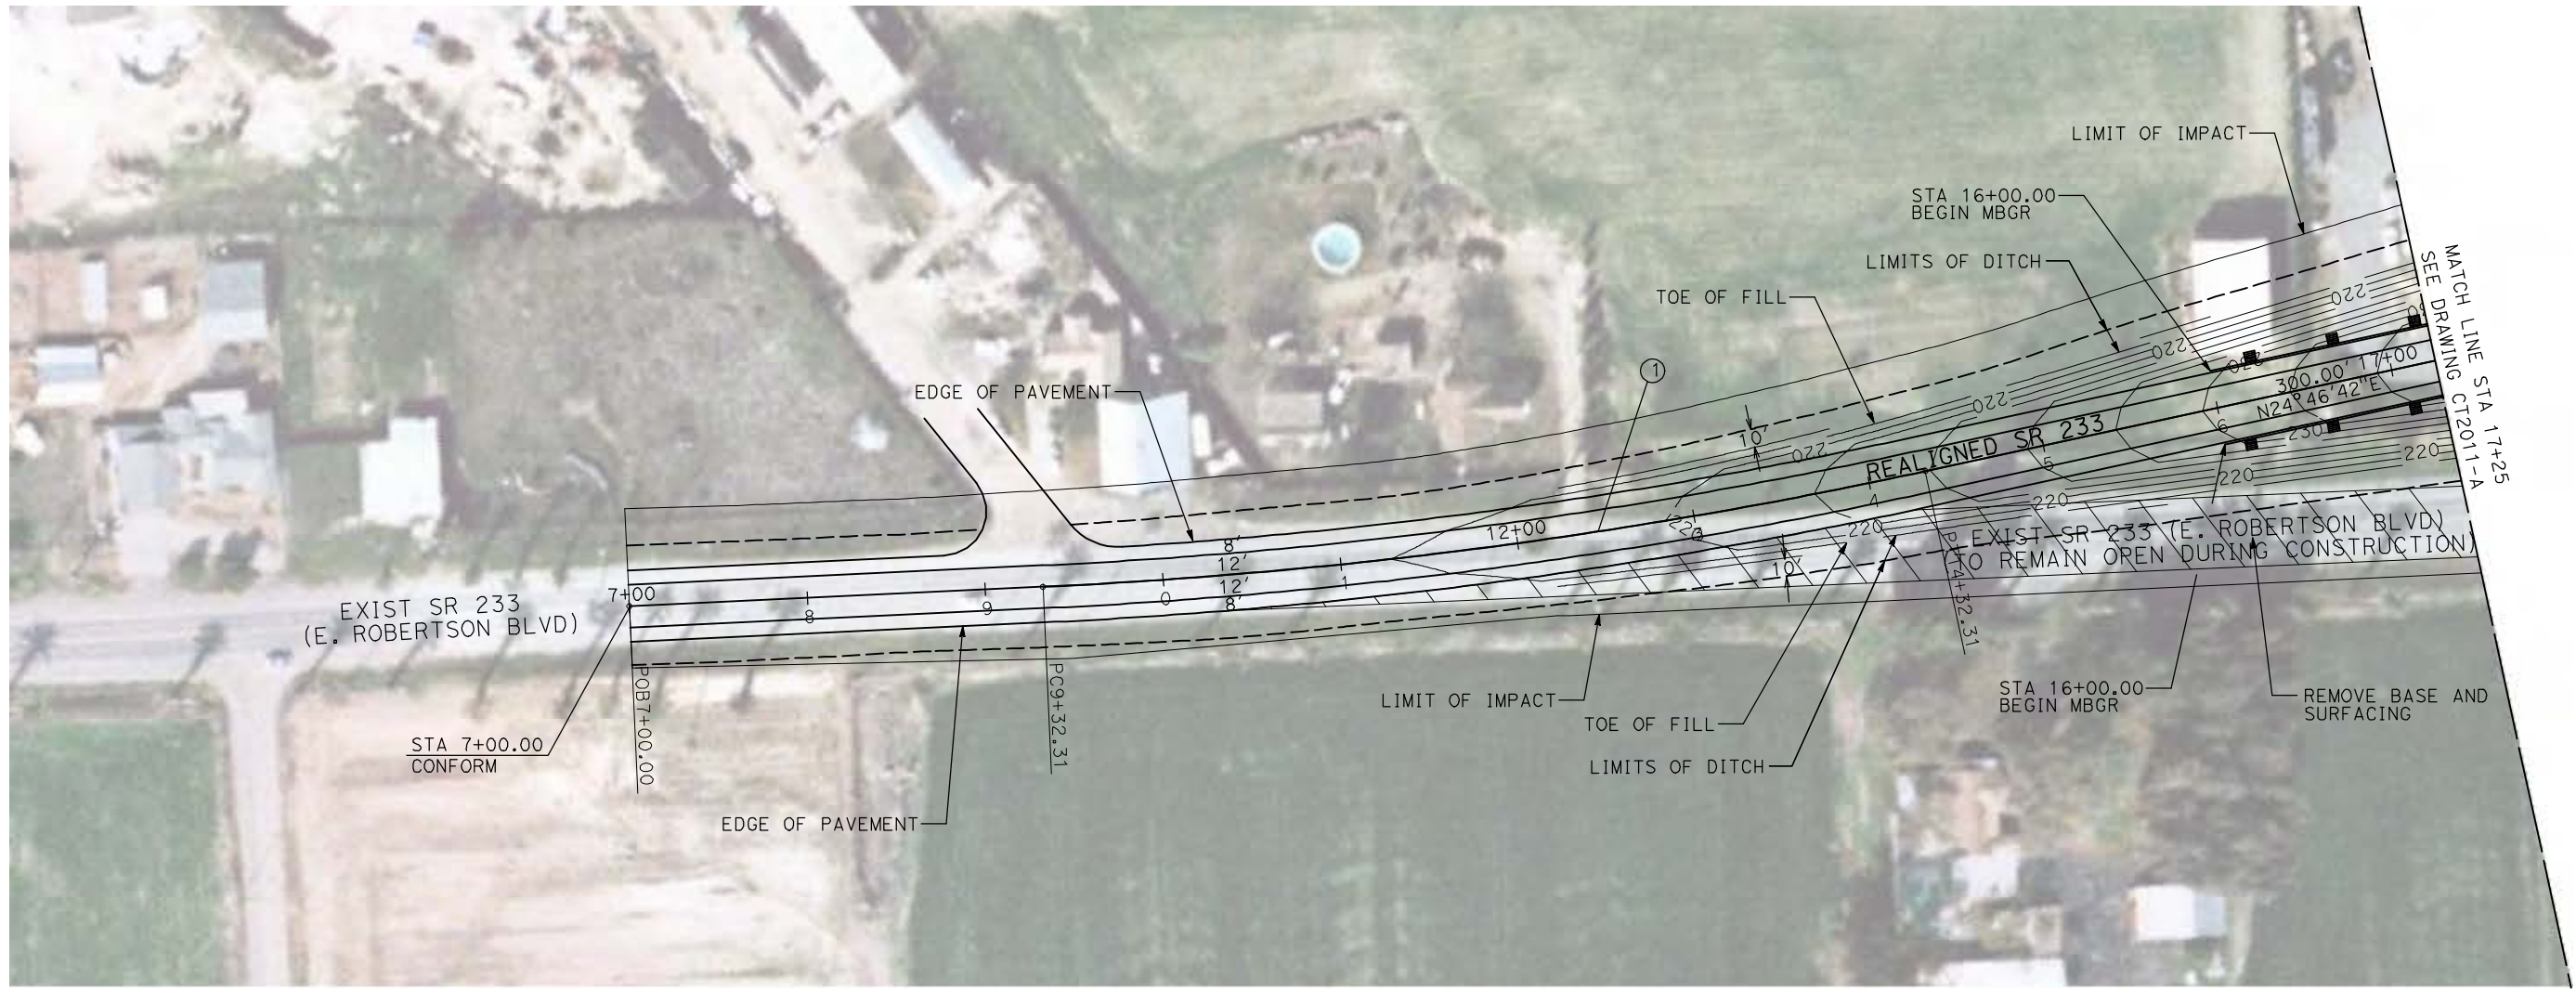 LIMIT OF IMPACT
STA 16+00.00
BEGIN MBGR
LIMITS OF DITCH
TOE OF FILL
MATCH LINE STA 17+25
SEE DRAWING CT2011-A
EDGE OF PAVEMENT
1
10'
220
220
220
220
230
300.00' 17+00
N24°46'42"E
REALIGNED SR 233
6
5
4
3
230
220
220
220
220
220
12+00
8'
12'
12'
8'
1
0
9
8
7+00
10'
EXIST SR 233 (E. ROBERTSON BLVD)
TO REMAIN OPEN DURING CONSTRUCTION)
EXIST SR 233
(E. ROBERTSON BLVD)
POB7+00.00
PC9+32.31
PT14+32.31
LIMIT OF IMPACT
TOE OF FILL
LIMITS OF DITCH
STA 16+00.00
BEGIN MBGR
REMOVE BASE AND
SURFACING
STA 7+00.00
CONFORM
EDGE OF PAVEMENT